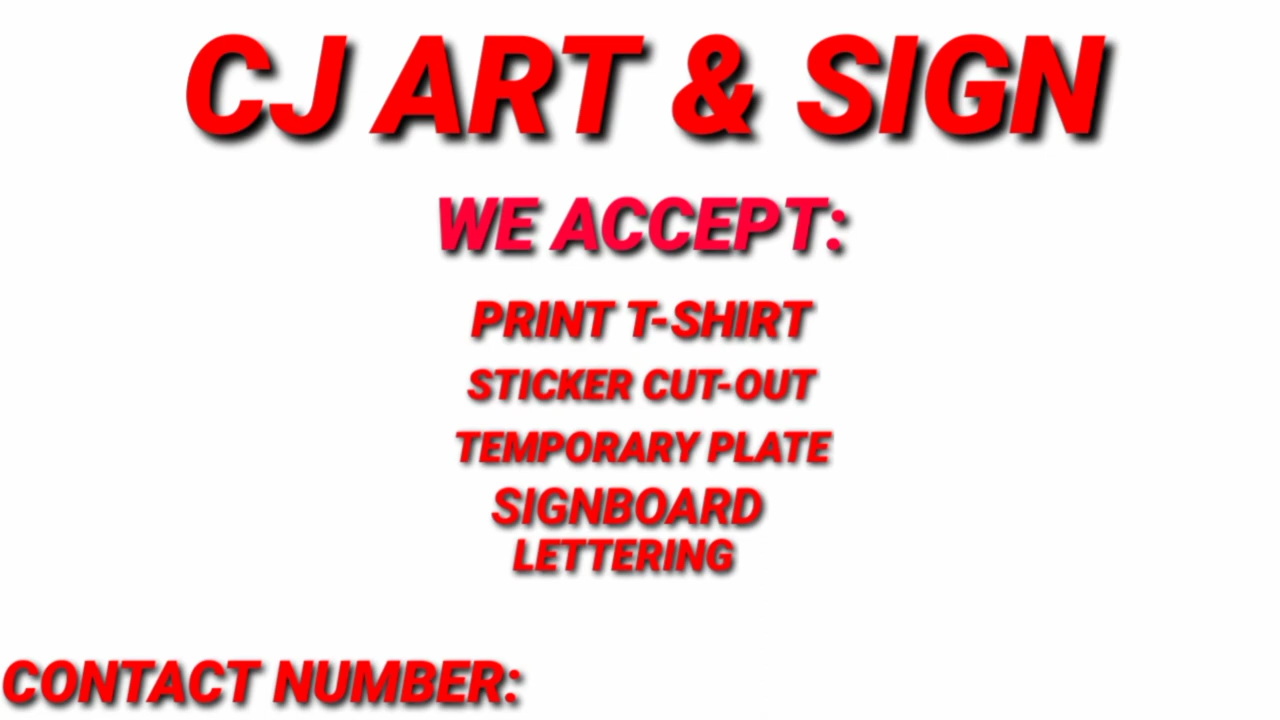 CJ ART & SIGN
WE ACCEPT:
PRINT T-SHIRT
STICKER CUT-OUT
TEMPORARY PLATE
SIGNBOARD
LETTERING
CONTACT NUMBER: